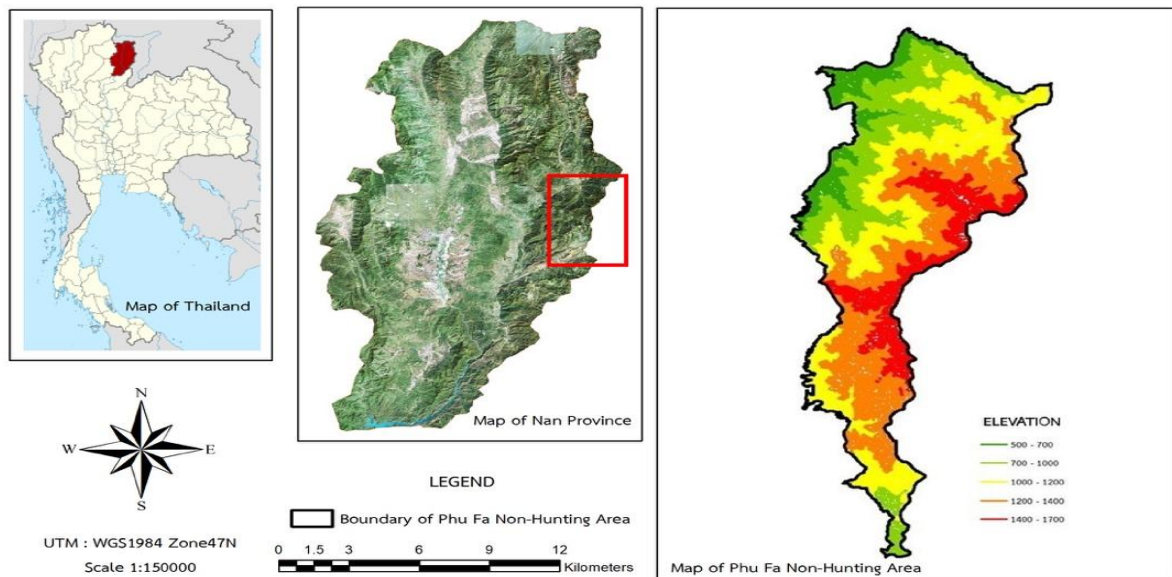 Map of Thailand
N
W E
S
UTM : WGS1984 Zone47N
Scale 1:150000
Map of Nan Province
LEGEND
Boundary of Phu Fa Non-Hunting Area
0 1.5 3 6 9 12
Kilometers
ELEVATION
500 - 700
700 - 1000
1000 - 1200
1200 - 1400
1400 - 1700
Map of Phu Fa Non-Hunting Area